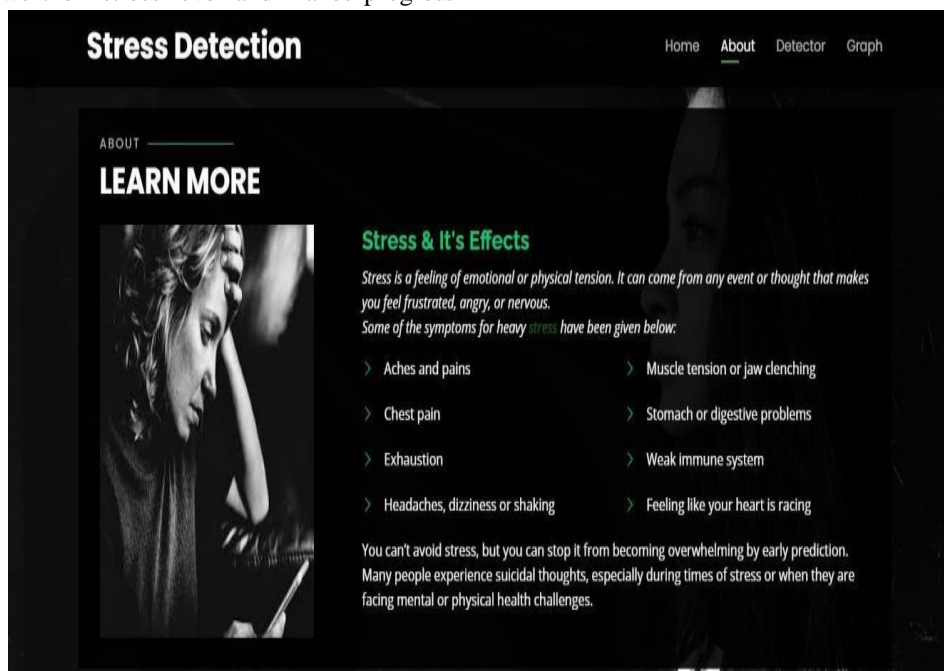 Stress Detection
Home About Detector Graph
ABOUT
LEARN MORE
Stress & It's Effects
Stress is a feeling of emotional or physical tension. It can come from any event or thought that makes
you feel frustrated, angry, or nervous.
Some of the symptoms for heavy stress have been given below:
Aches and pains
Muscle tension or jaw clenching
Chest pain
Stomach or digestive problems
Exhaustion
Weak immune system
Headaches, dizziness or shaking
Feeling like your heart is racing
You can't avoid stress, but you can stop it from becoming overwhelming by early prediction.
Many people experience suicidal thoughts, especially during times of stress or when they are
facing mental or physical health challenges.